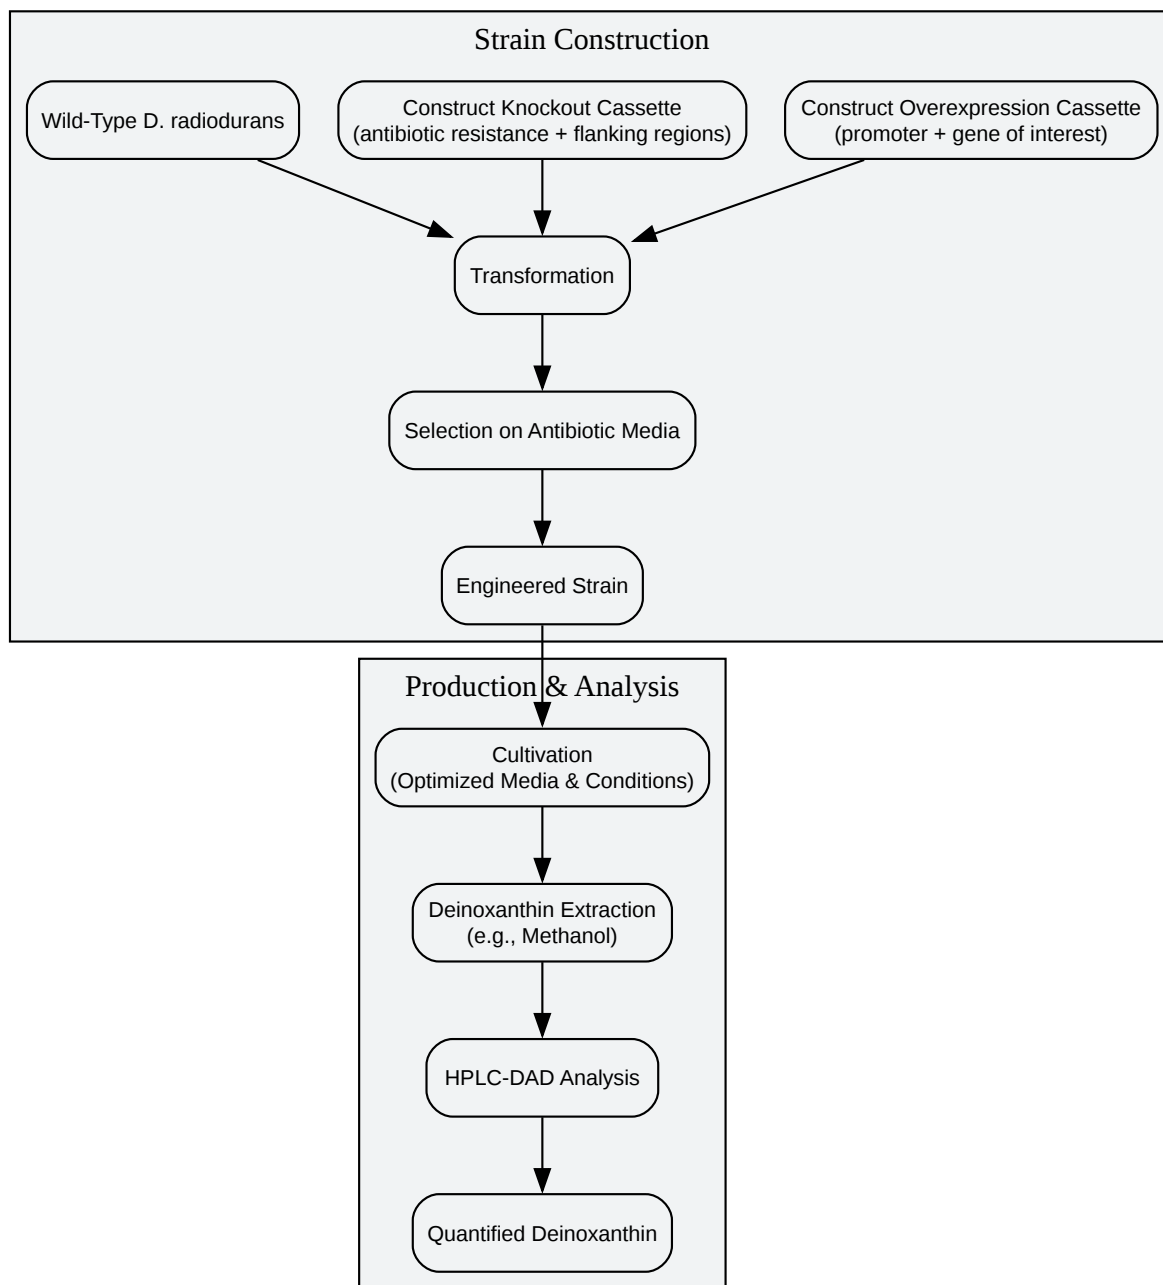 Strain Construction
Wild-Type D. radiodurans
Construct Knockout Cassette
(antibiotic resistance + flanking regions)
Construct Overexpression Cassette
(promoter + gene of interest)
Transformation
Selection on Antibiotic Media
Engineered Strain
Production & Analysis
Cultivation
(Optimized Media & Conditions)
Deinoxanthin Extraction
(e.g., Methanol)
HPLC-DAD Analysis
Quantified Deinoxanthin